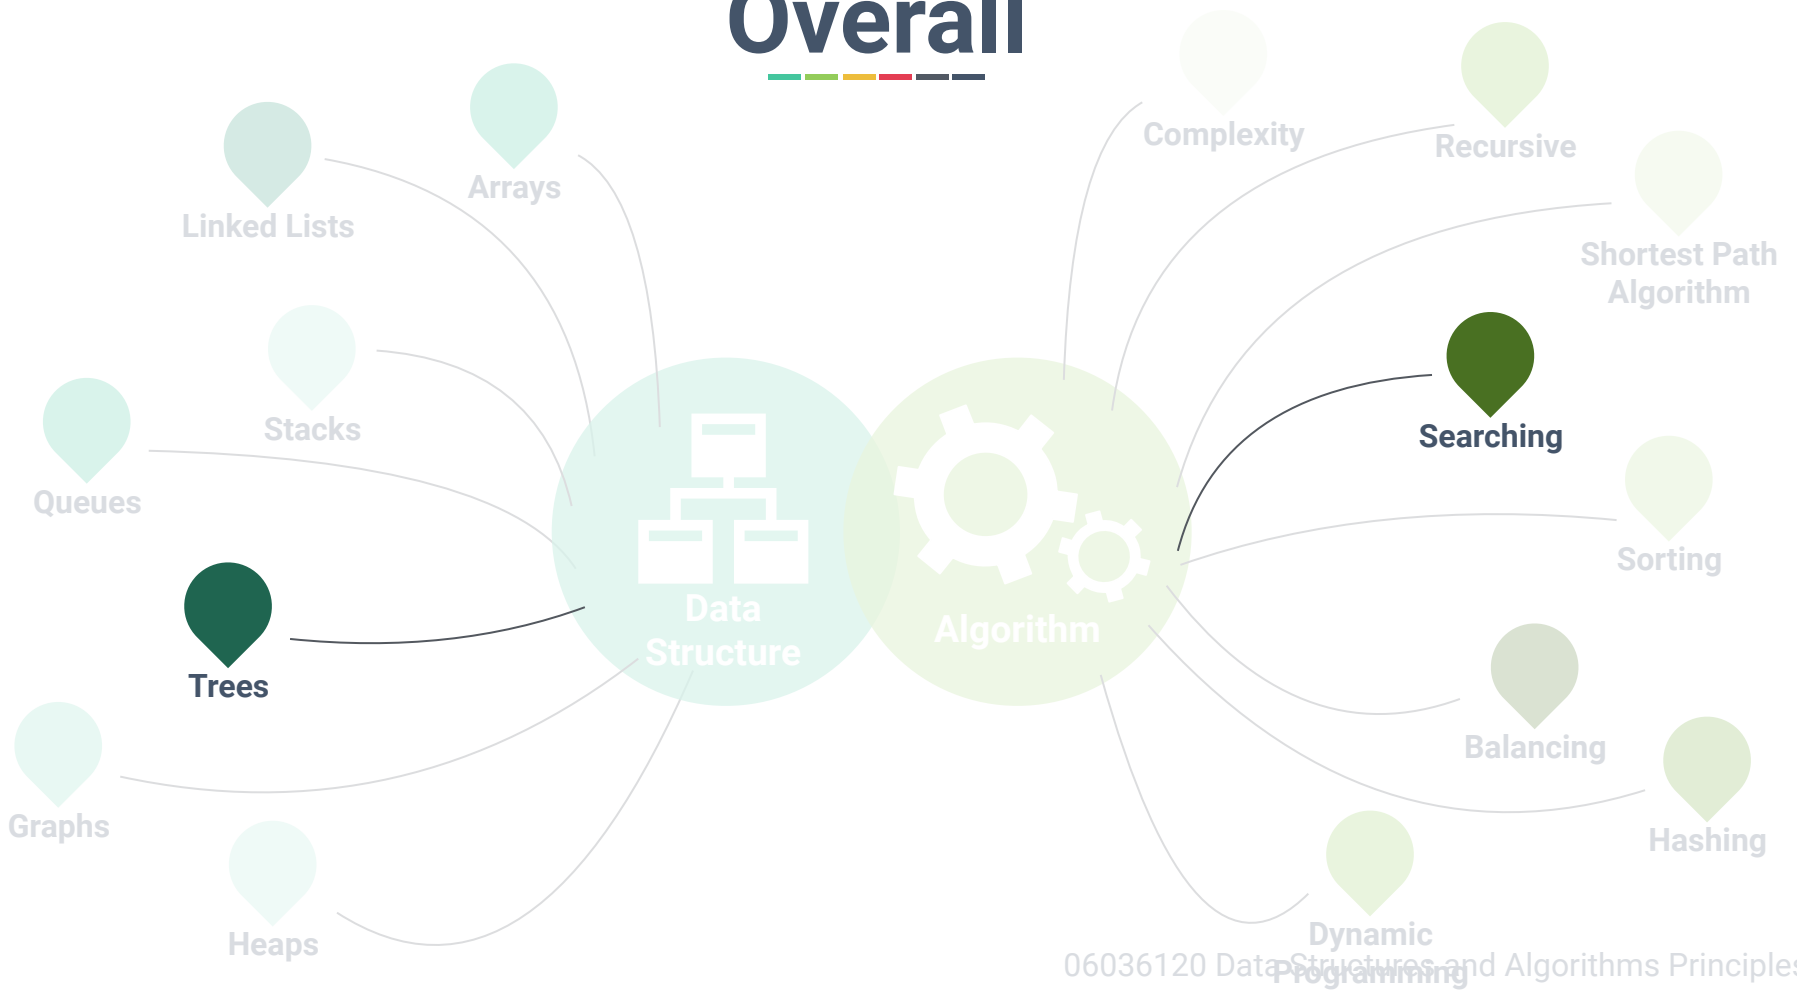 Overall
Complexity
Recursive
Arrays
Linked Lists
Shortest Path
Algorithm
Stacks
Searching
Queues
Sorting
Data
Structure
Algorithm
Trees
Balancing
Graphs
Hashing
Heaps
Dynamic
Programming
06036120 Data Structures and Algorithms Principles